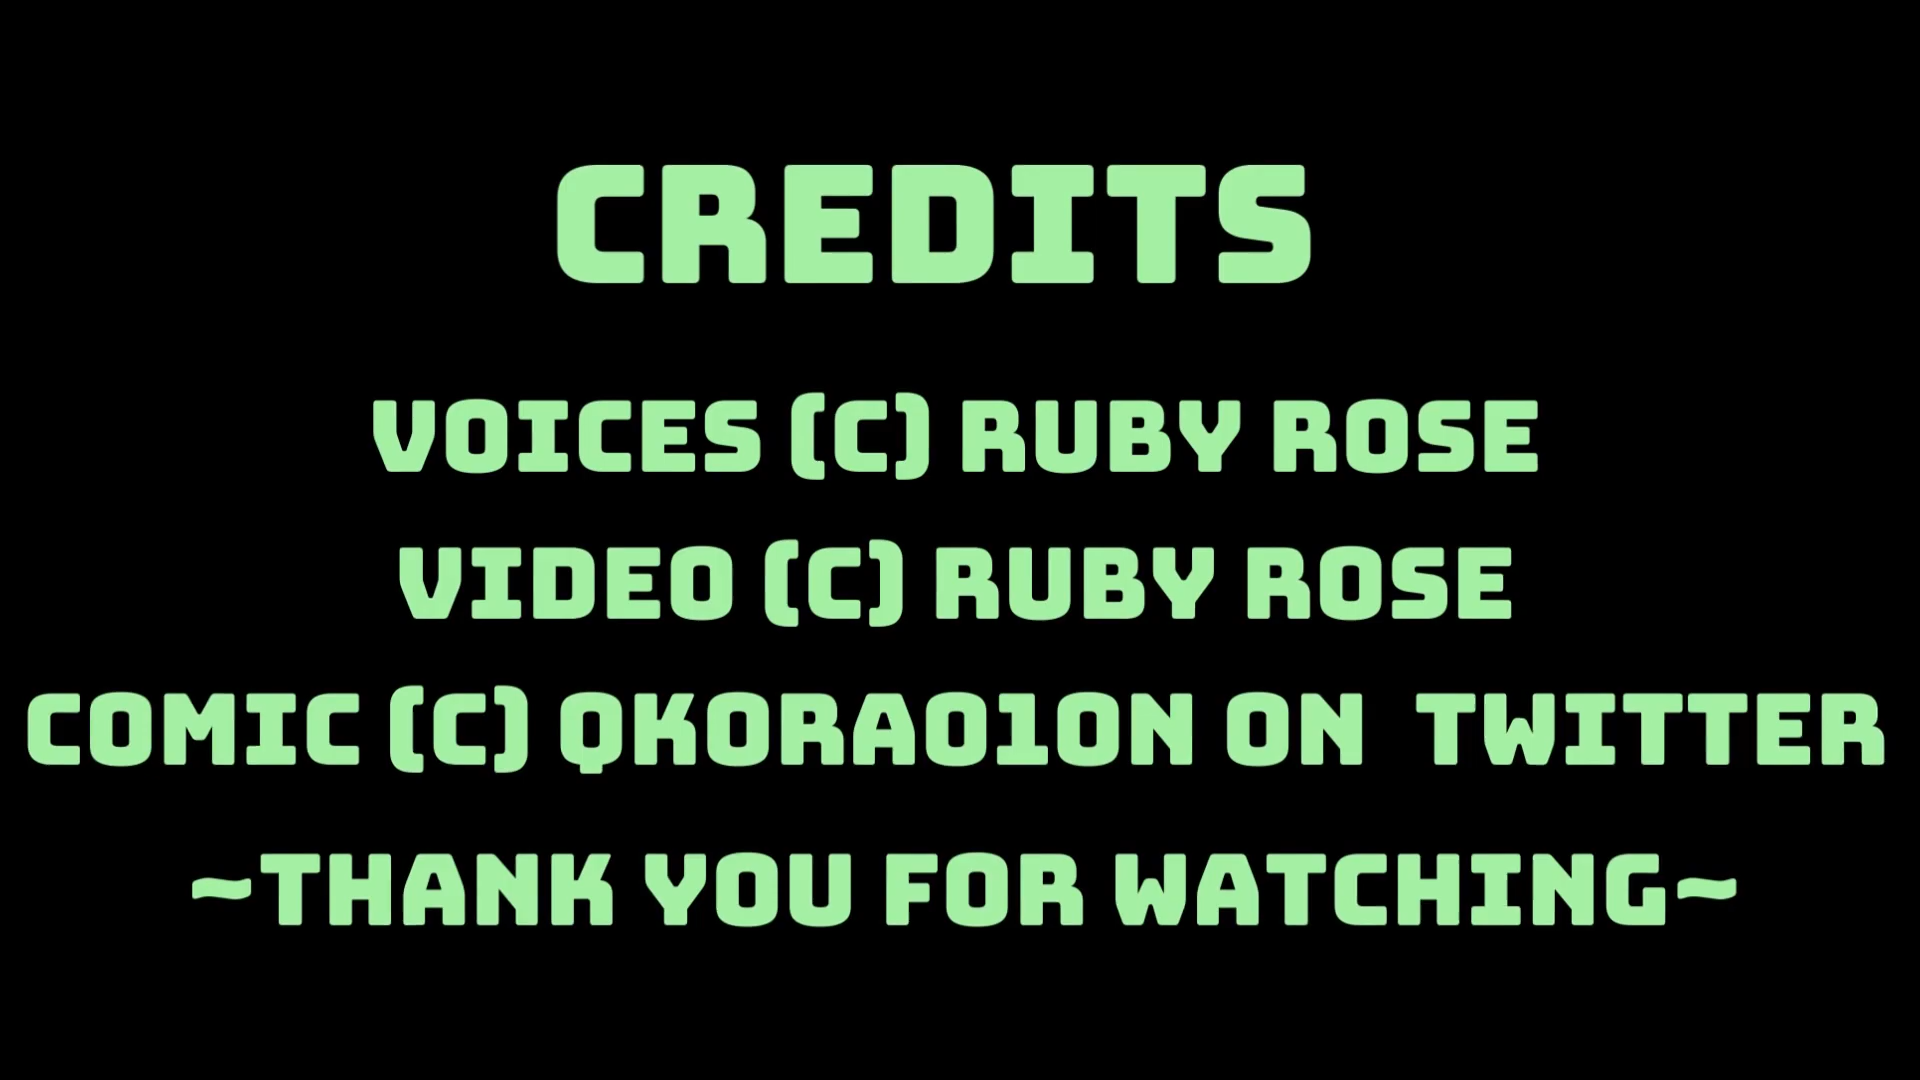 CREDITS
VOICES (C) RUBY ROSE
VIDEO (C) RUBY ROSE
COMIC (C) QKORA01ON ON TWITTER
~THANK YOU FOR WATCHING~